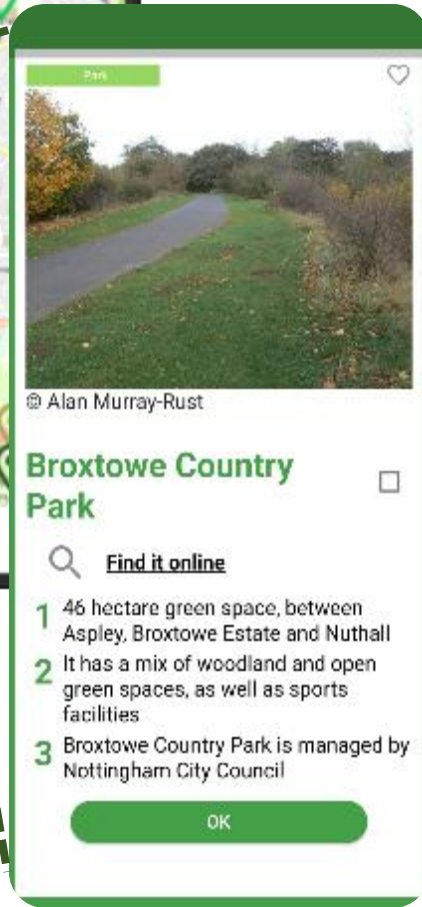 Park
© Alan Murray-Rust
Broxtowe Country
Park
Find it online
1 46 hectare green space, between
Aspley, Broxtowe Estate and Nuthall
2 It has a mix of woodland and open
green spaces, as well as sports
facilities
3 Broxtowe Country Park is managed by
Nottingham City Council
OK